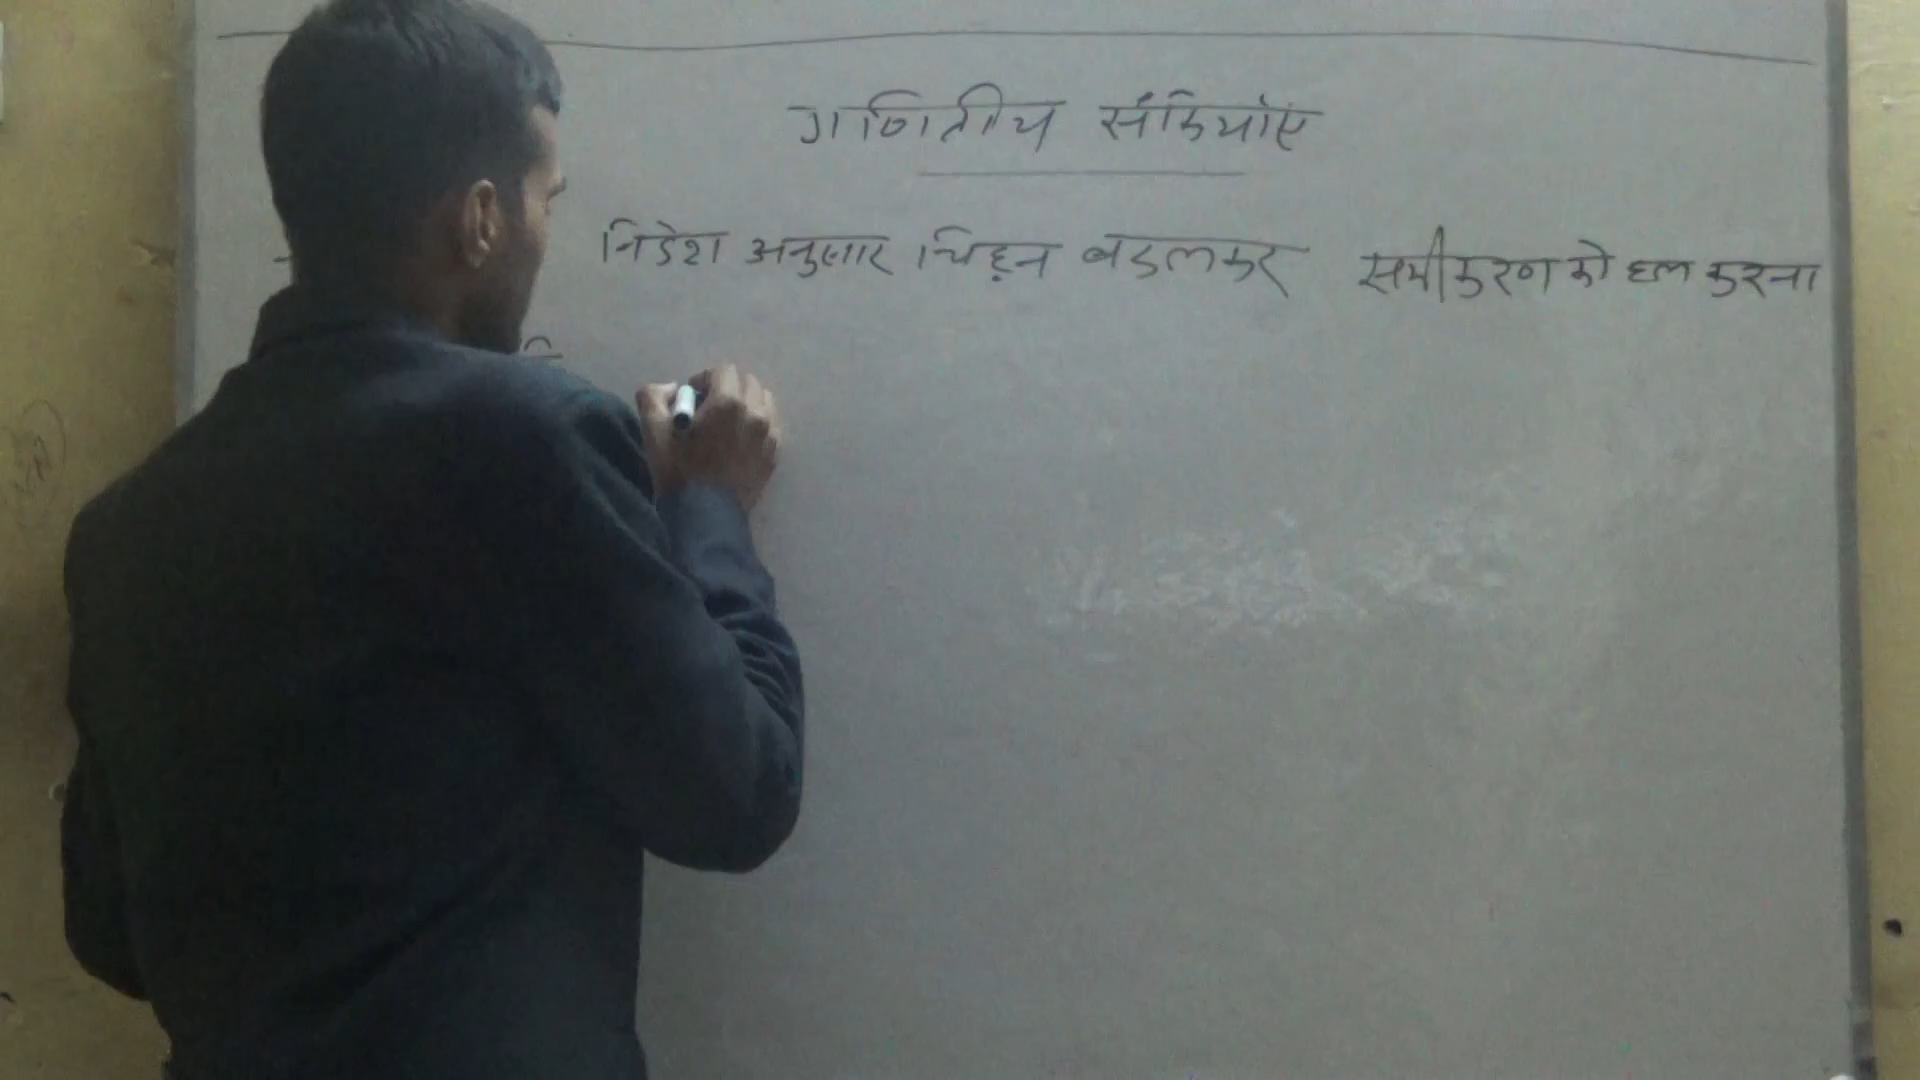 गणितीय संक्रियाएं
निर्देश अनुसार चिह्न बदलकर समीकरण को हल करना